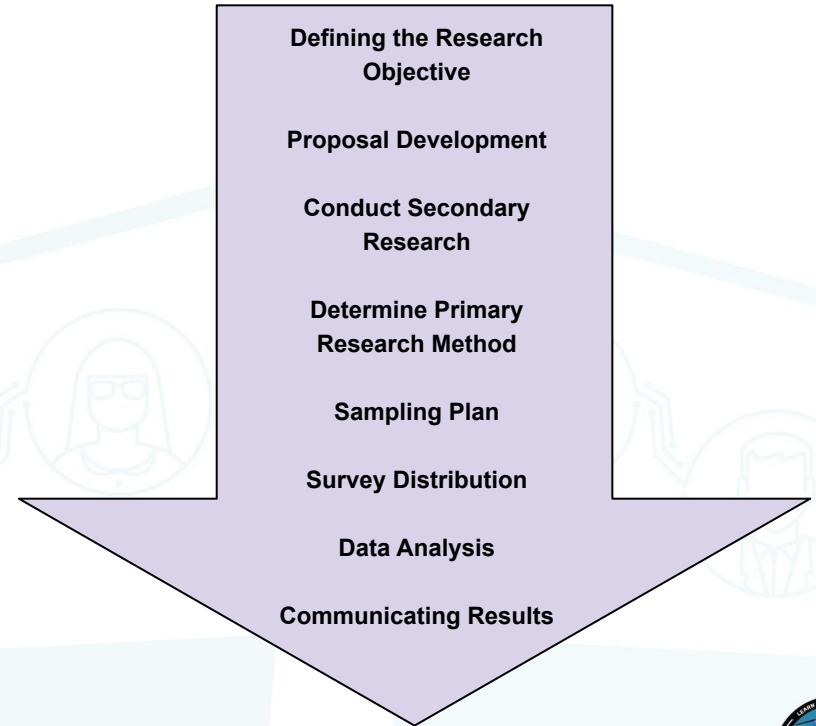 Defining the Research
Objective
Proposal Development
Conduct Secondary
Research
Determine Primary
Research Method
Sampling Plan
Survey Distribution
Data Analysis
Communicating Results
LEARN